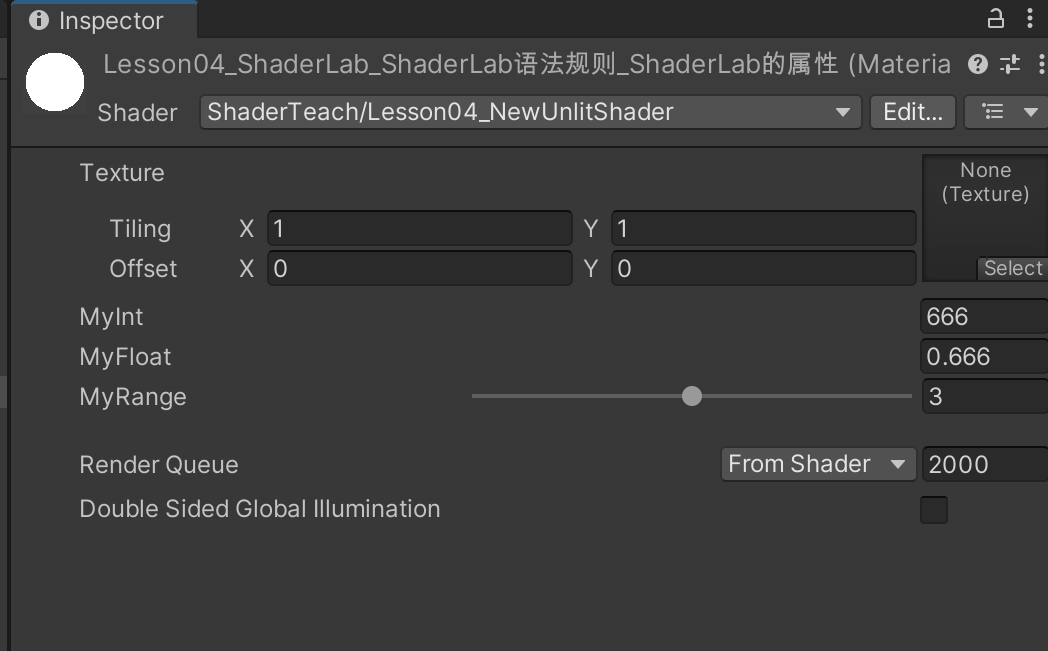 Inspector
Lesson04_ShaderLab_ShaderLab语法规则_ShaderLab的属性 (Materia
Shader ShaderTeach/Lesson04_NewUnlitShader Edit...
Texture
None
(Texture)
Tiling X 1 Y 1
Offset X 0 Y 0
Select
MyInt 666
MyFloat 0.666
MyRange 3
Render Queue From Shader 2000
Double Sided Global Illumination